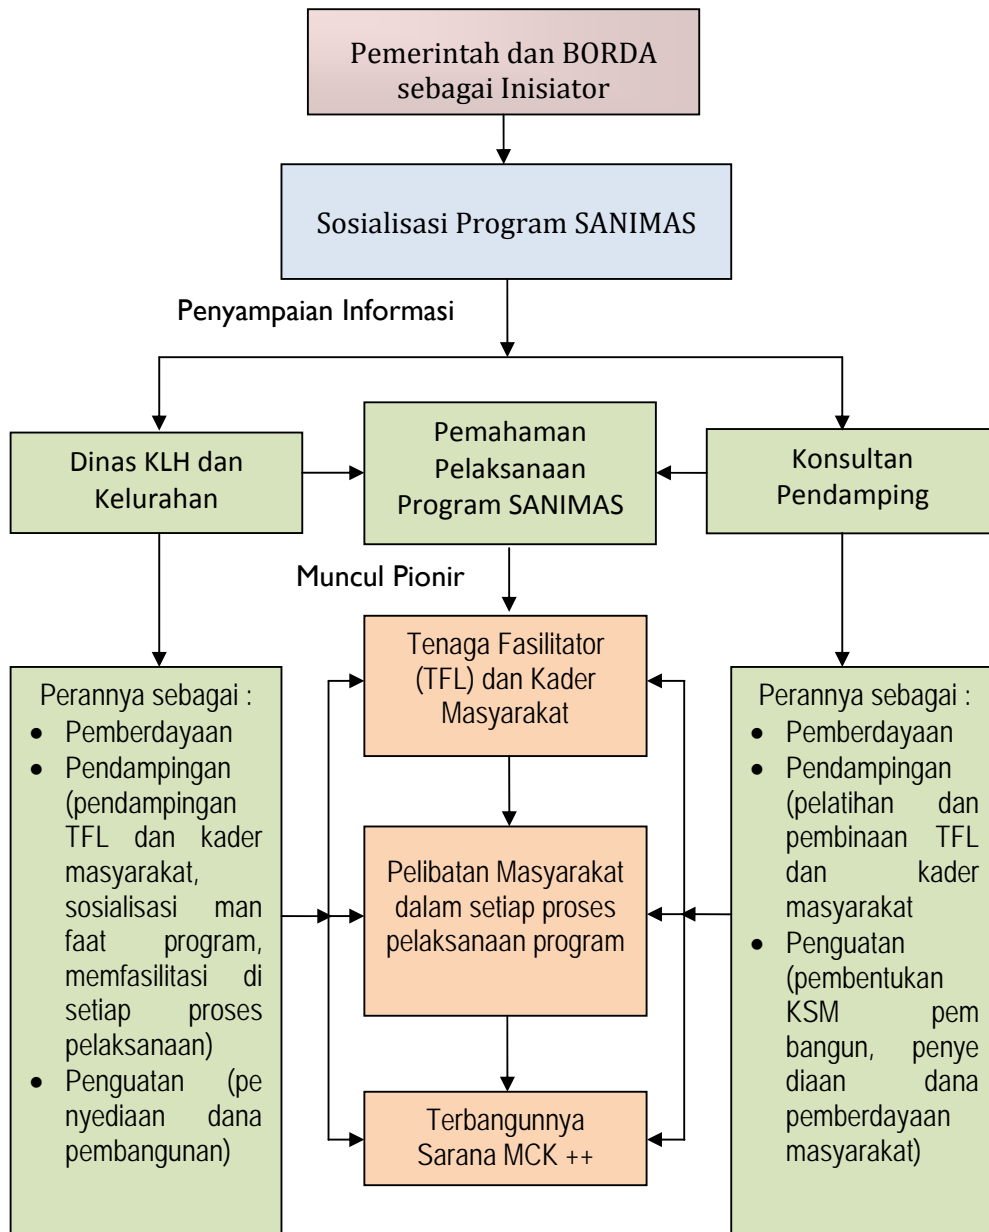 Pemerintah dan BORDA
sebagai Inisiator
Sosialisasi Program SANIMAS
Penyampaian Informasi
Dinas KLH dan
Kelurahan
Pemahaman
Pelaksanaan
Program SANIMAS
Konsultan
Pendamping
Muncul Pionir
Tenaga Fasilitator
(TFL) dan Kader
Masyarakat
Perannya sebagai :
• Pemberdayaan
• Pendampingan
(pendampingan
TFL dan kader
masyarakat,
sosialisasi man
faat program,
memfasilitasi di
setiap proses
pelaksanaan)
• Penguatan (pe
nyediaan dana
pembangunan)
Pelibatan Masyarakat
dalam setiap proses
pelaksanaan program
Terbangunnya
Sarana MCK ++
Perannya sebagai :
• Pemberdayaan
• Pendampingan
(pelatihan dan
pembinaan TFL
dan kader
masyarakat
• Penguatan
(pembentukan
KSM pem
bangun, penye
diaan dana
pemberdayaan
masyarakat)